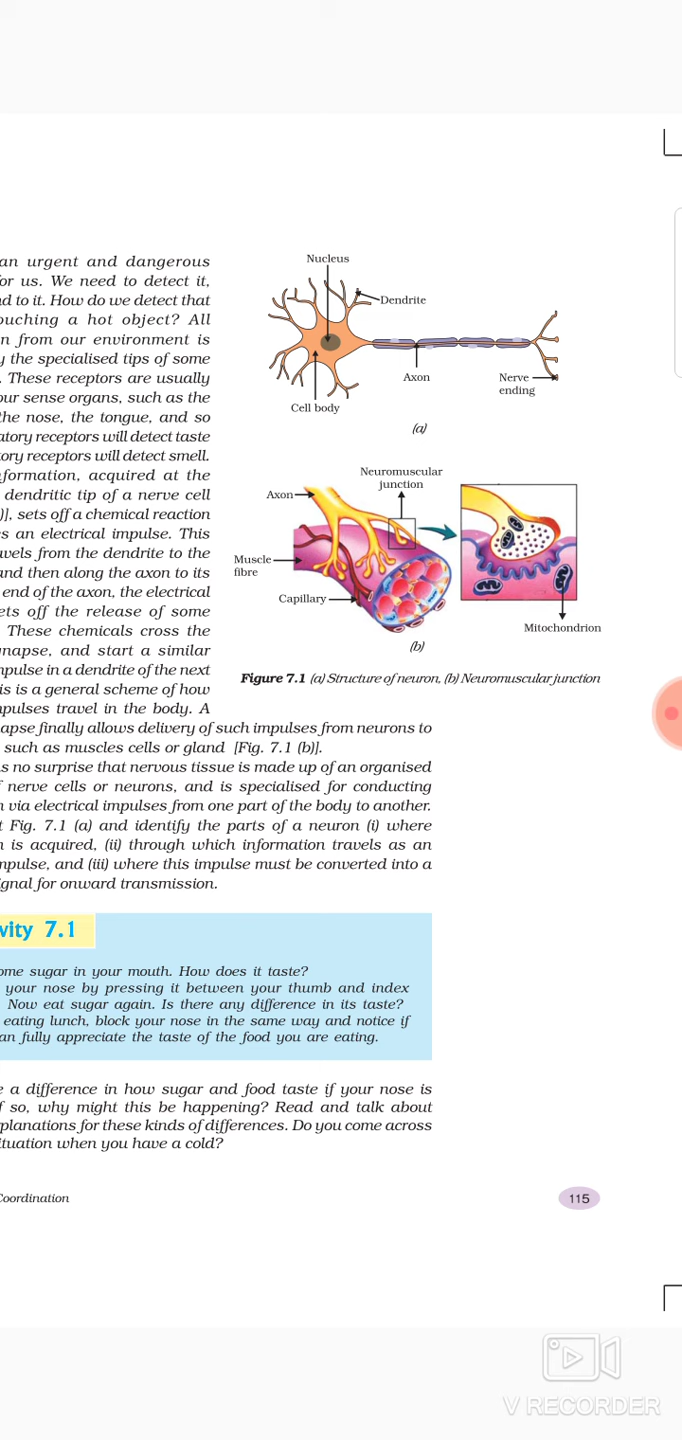 an urgent and dangerous
for us. We need to detect it,
nd to it. How do we detect that
ouching a hot object? All
n from our environment is
y the specialised tips of some
. These receptors are usually
our sense organs, such as the
the nose, the tongue, and so
atory receptors will detect taste
tory receptors will detect smell.
nformation, acquired at the
dendritic tip of a nerve cell
)], sets off a chemical reaction
es an electrical impulse. This
avels from the dendrite to the
and then along the axon to its
end of the axon, the electrical
ets off the release of some
These chemicals cross the
ynapse, and start a similar
mpulse in a dendrite of the next
is is a general scheme of how
mpulses travel in the body. A
Nucleus
Dendrite
Axon
Nerve
ending
Cell body
(a)
Neuromuscular
junction
Axon
Muscle
fibre
Capillary
Mitochondrion
(b)
Figure 7.1 (a) Structure of neuron, (b) Neuromuscular junction
apse finally allows delivery of such impulses from neurons to
such as muscles cells or gland [Fig. 7.1 (b)].
is no surprise that nervous tissue is made up of an organised
f nerve cells or neurons, and is specialised for conducting
n via electrical impulses from one part of the body to another.
t Fig. 7.1 (a) and identify the parts of a neuron (i) where
n is acquired, (ii) through which information travels as an
mpulse, and (iii) where this impulse must be converted into a
ignal for onward transmission.
vity 7.1
ome sugar in your mouth. How does it taste?
your nose by pressing it between your thumb and index
Now eat sugar again. Is there any difference in its taste?
eating lunch, block your nose in the same way and notice if
an fully appreciate the taste of the food you are eating.
e a difference in how sugar and food taste if your nose is
f so, why might this be happening? Read and talk about
planations for these kinds of differences. Do you come across
ituation when you have a cold?
Coordination
115
V RECORDER